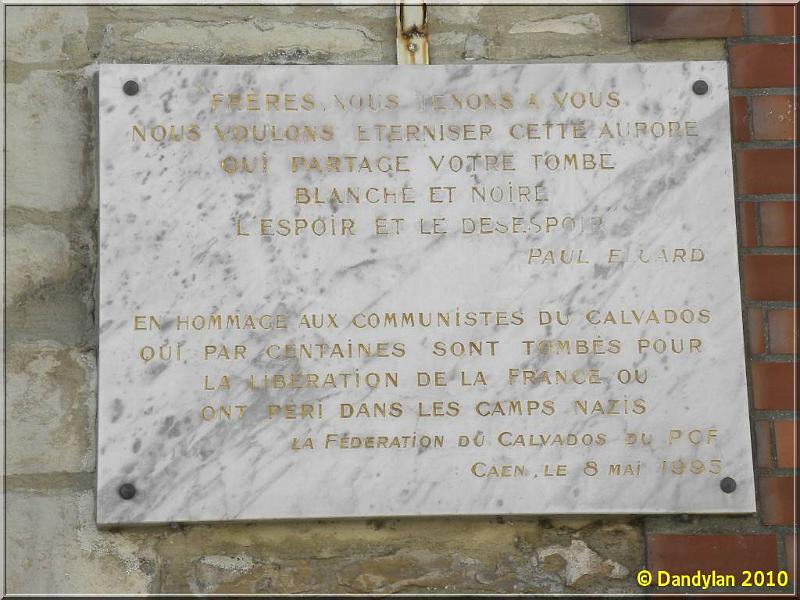 FRÈRES, NOUS TENONS A VOUS
NOUS VOULONS ETERNISER CETTE AURORE
QUI PARTAGE VOTRE TOMBE
BLANCHE ET NOIRE
L'ESPOIR ET LE DESESPOIR
PAUL ELUARD
EN HOMMAGE AUX COMMUNISTES DU CALVADOS
QUI PAR CENTAINES SONT TOMBÉS POUR
LA LIBÉRATION DE LA FRANCE OU
ONT PÉRI DANS LES CAMPS NAZIS
LA FÉDERATION DU CALVADOS DU PCF
CAEN, LE 8 MAI 1995
© Dandylan 2010